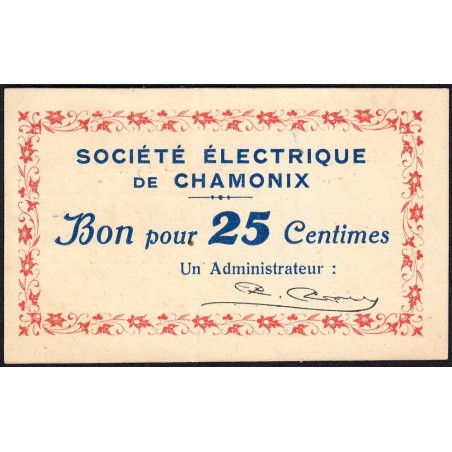 SOCIÉTÉ ÉLECTRIQUE
DE CHAMONIX
Bon pour 25 Centimes
Un Administrateur :